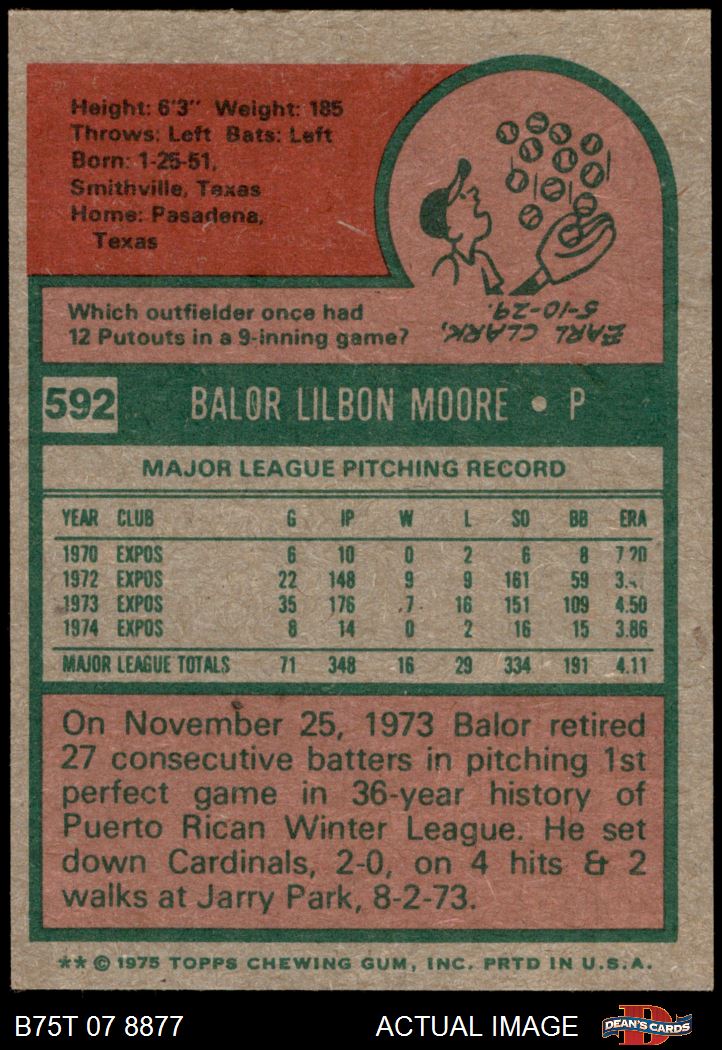 Height: 6'3" Weight: 185
Throws: Left Bats: Left
Born: 1-25-51,
Smithville, Texas
Home: Pasadena,
Texas
Which outfielder once had
12 Putouts in a 9-inning game?
EARL CLARK,
5-10-29.
592 BALOR LILBON MOORE • P
MAJOR LEAGUE PITCHING RECORD
YEAR CLUB G IP W L SO BB ERA
1970 EXPOS 6 10 0 2 6 8 7.20
1972 EXPOS 22 148 9 9 161 59
1973 EXPOS 35 176 7 16 151 109 4.50
1974 EXPOS 8 14 0 2 16 15 3.86
MAJOR LEAGUE TOTALS 71 348 16 29 334 191 4.11
On November 25, 1973 Balor retired
27 consecutive batters in pitching 1st
perfect game in 36-year history of
Puerto Rican Winter League. He set
down Cardinals, 2-0, on 4 hits & 2
walks at Jarry Park, 8-2-73.
** © 1975 TOPPS CHEWING GUM, INC. PRTD IN U.S.A.
B75T 07 8877 ACTUAL IMAGE DEAN'S CARDS